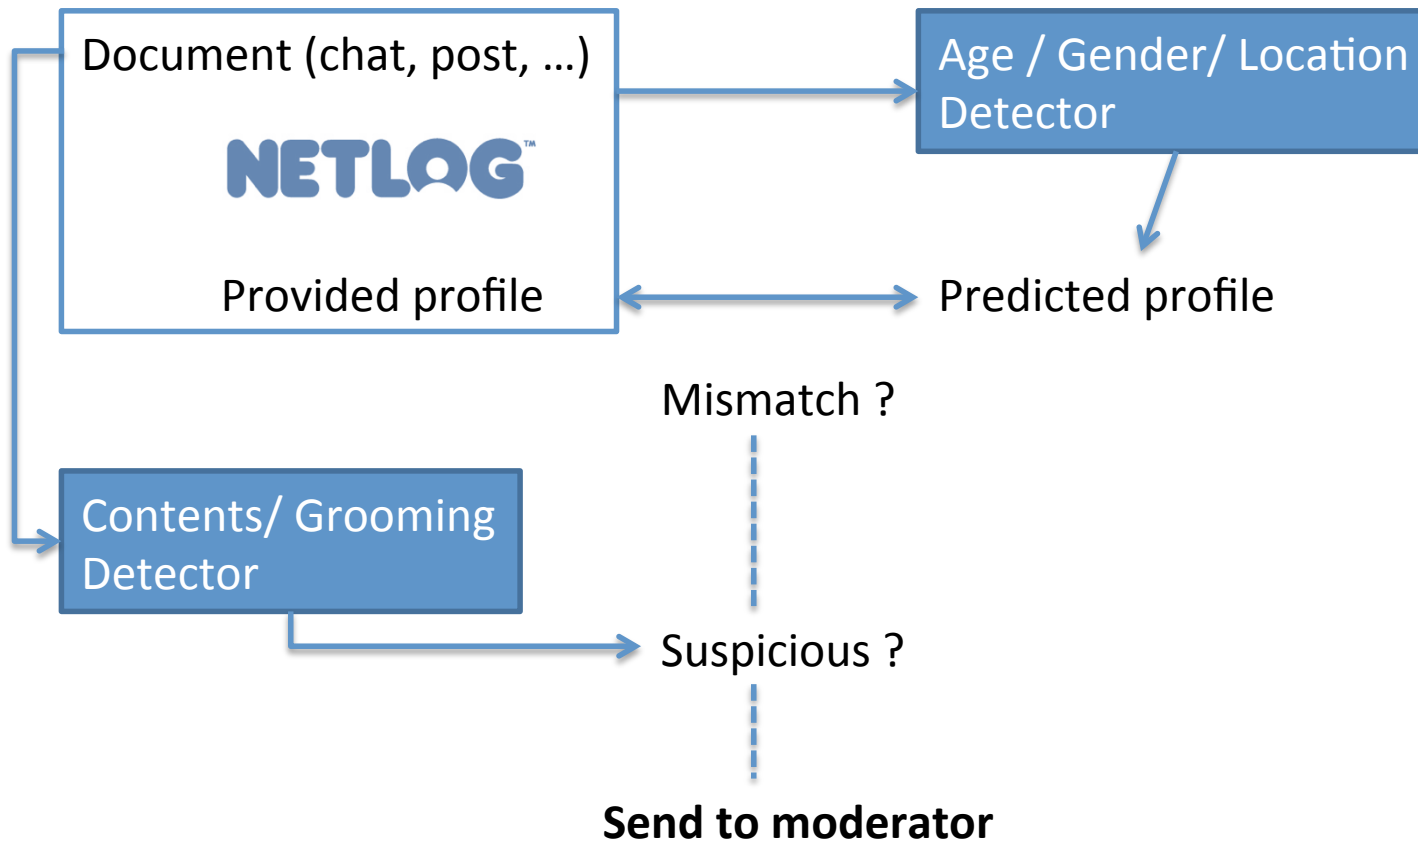 Document (chat, post, ...)
Age / Gender/ Location
Detector
NETLOG™
Provided profile
Predicted profile
Mismatch ?
Contents/ Grooming
Detector
Suspicious ?
Send to moderator